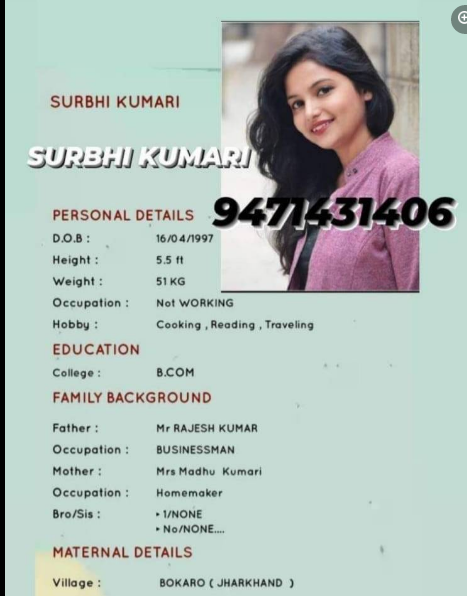 SURBHI KUMARI
SURBHI KUMARI
9471431406
PERSONAL DETAILS
D.O.B : 16/04/1997
Height : 5.5 ft
Weight : 51 KG
Occupation : Not WORKING
Hobby : Cooking , Reading , Traveling
EDUCATION
College : B.COM
FAMILY BACKGROUND
Father : Mr RAJESH KUMAR
Occupation : BUSINESSMAN
Mother : Mrs Madhu Kumari
Occupation : Homemaker
Bro/Sis : ‣ 1/NONE
‣ No/NONE....
MATERNAL DETAILS
Village : BOKARO ( JHARKHAND )